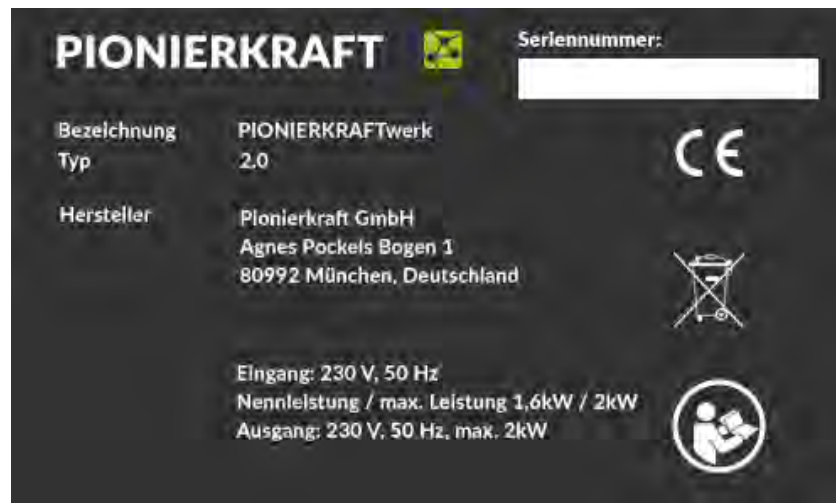 PIONIERKRAFT
Seriennummer:
Bezeichnung PIONIERKRAFTwerk
Typ 2.0
Hersteller Pionierkraft GmbH
Agnes Pockels Bogen 1
80992 München, Deutschland
CE
Eingang: 230 V, 50 Hz
Nennleistung / max. Leistung 1,6kW / 2kW
Ausgang: 230 V, 50 Hz, max. 2kW